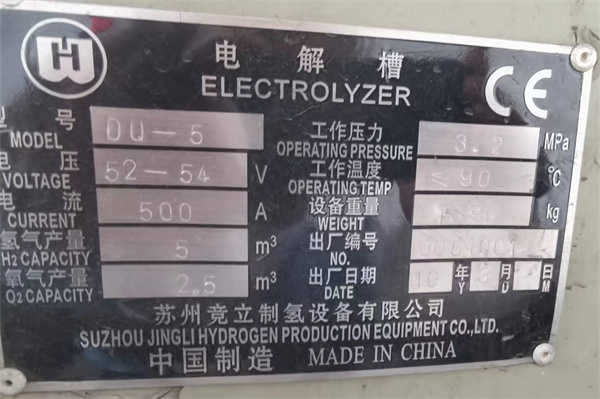 电解槽
CE
ELECTROLYZER
型号 DQ-5 工作压力 3.2 MPa
MODEL OPERATING PRESSURE
电压 52-54 V 工作温度 ≤90 ℃
VOLTAGE OPERATING TEMP
电流 500 A 设备重量 kg
CURRENT WEIGHT
氢气产量 5 m³ 出厂编号
H2 CAPACITY NO.
氧气产量 2.5 m³ 出厂日期 10 年 月 日
O2 CAPACITY DATE Y D M
苏州竞立制氢设备有限公司
SUZHOU JINGLI HYDROGEN PRODUCTION EQUIPMENT CO.,LTD.
中国制造 MADE IN CHINA